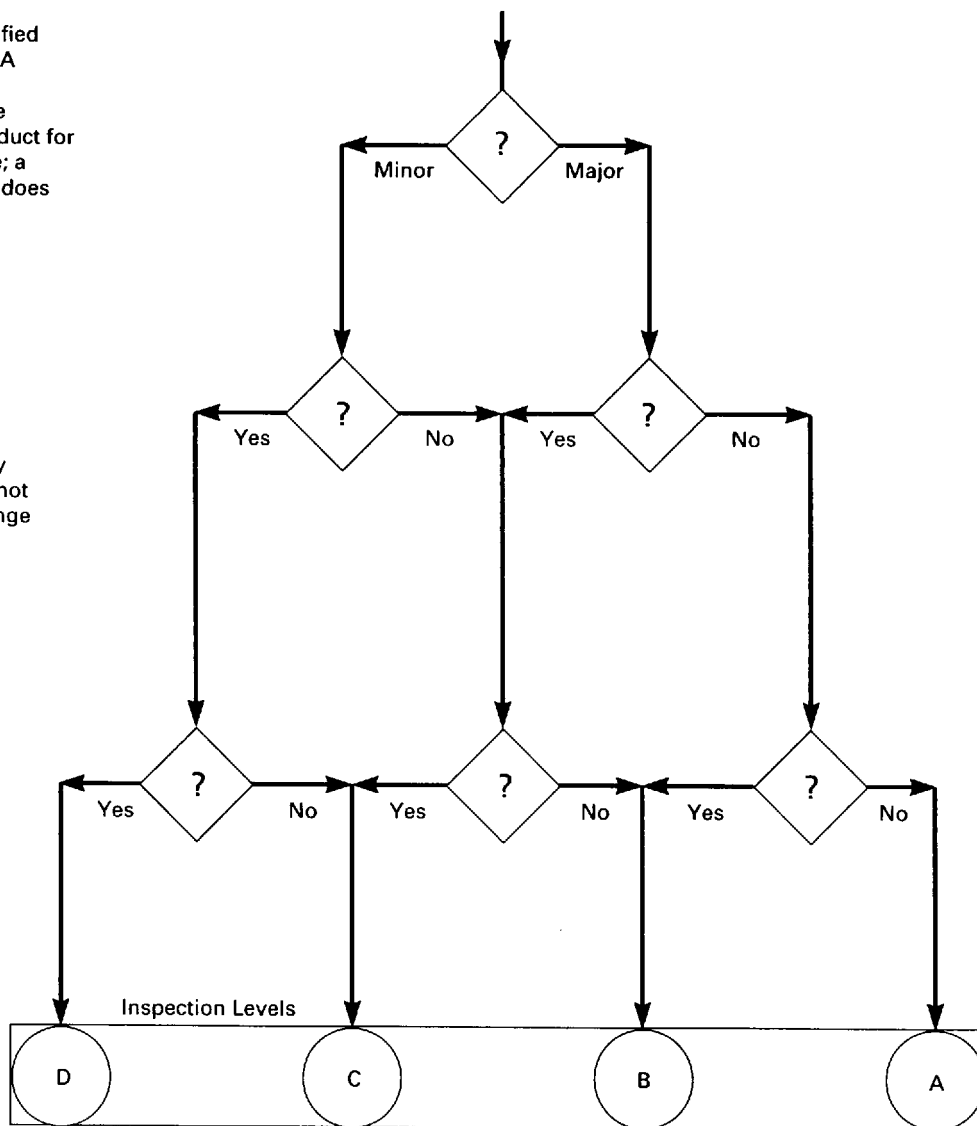 ified
A
e
duct for
e; a
does
?
Minor
Major
?
?
Yes
No
Yes
No
y
not
nge
?
?
?
Yes
No
Yes
No
Yes
No
Inspection Levels
D
C
B
A